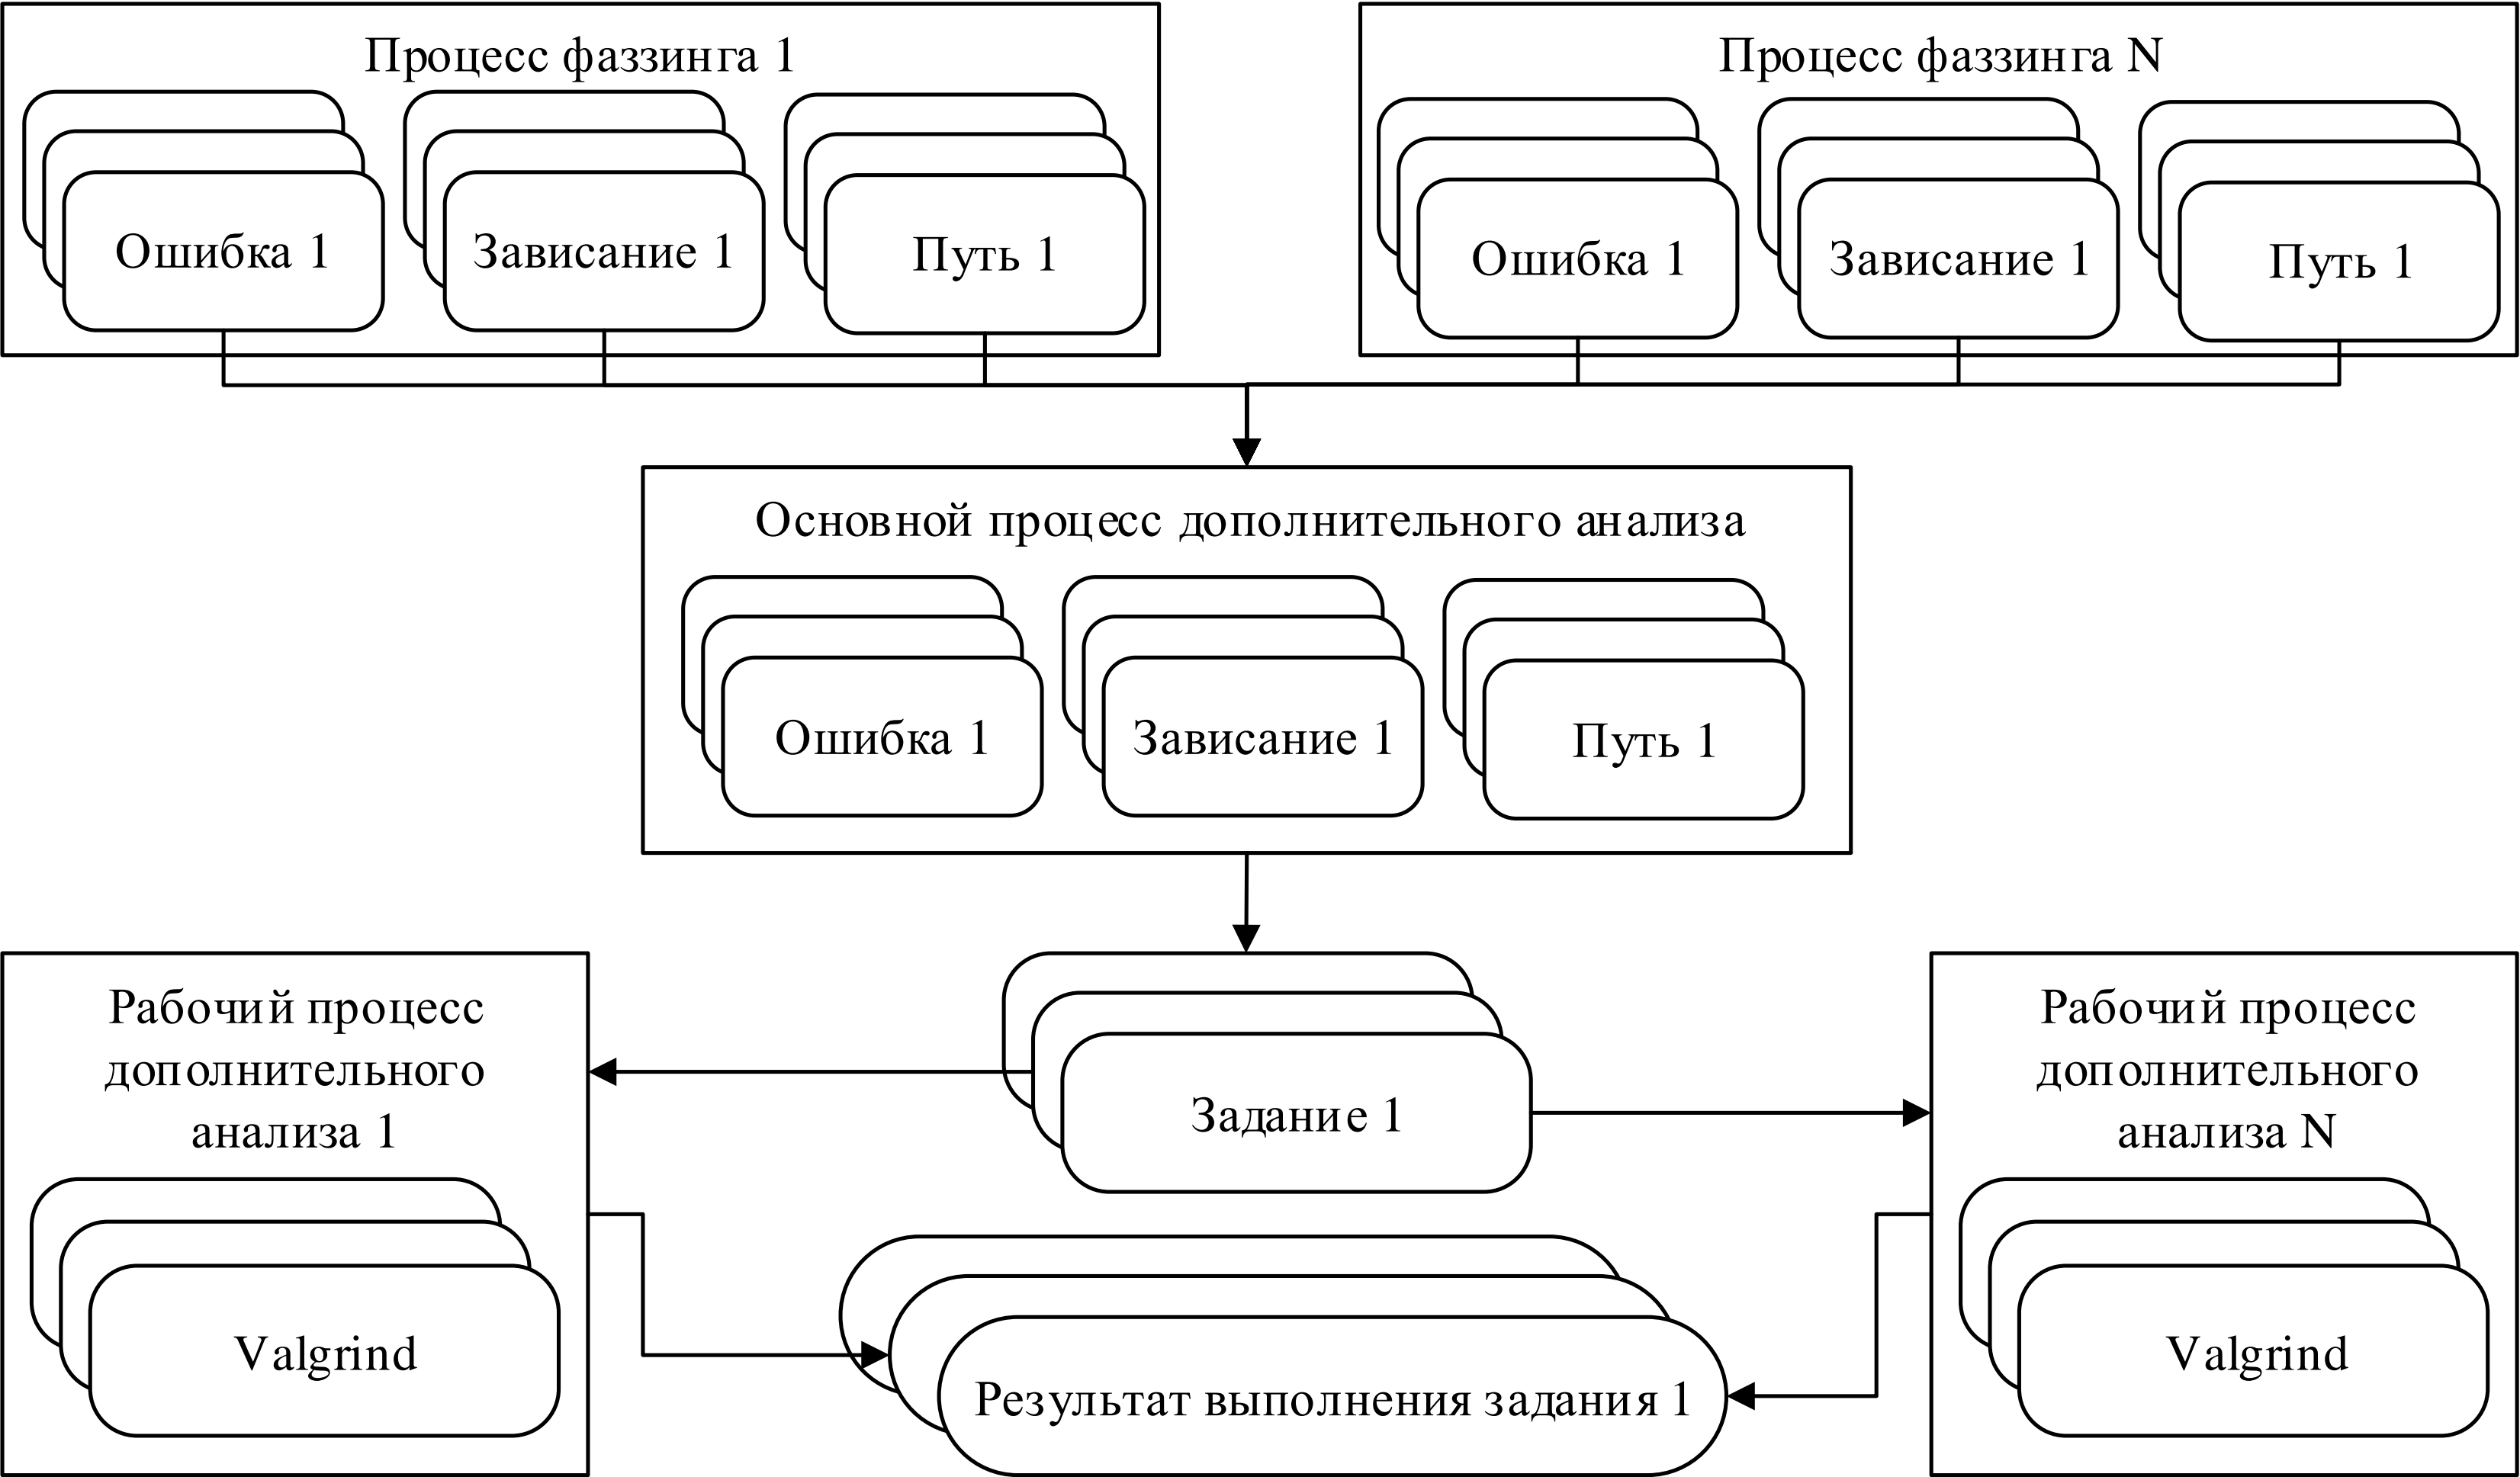 Процесс фаззинга 1
Процесс фаззинга N
Ошибка 1
Зависание 1
Путь 1
Ошибка 1
Зависание 1
Путь 1
Основной процесс дополнительного анализа
Ошибка 1
Зависание 1
Путь 1
Рабочий процесс
дополнительного
анализа 1
Задание 1
Рабочий процесс
дополнительного
анализа N
Valgrind
Результат выполнения задания 1
Valgrind